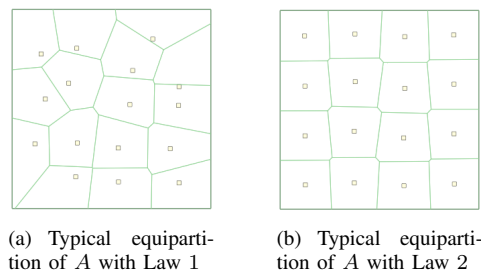 (a) Typical equiparti-
tion of A with Law 1
(b) Typical equiparti-
tion of A with Law 2